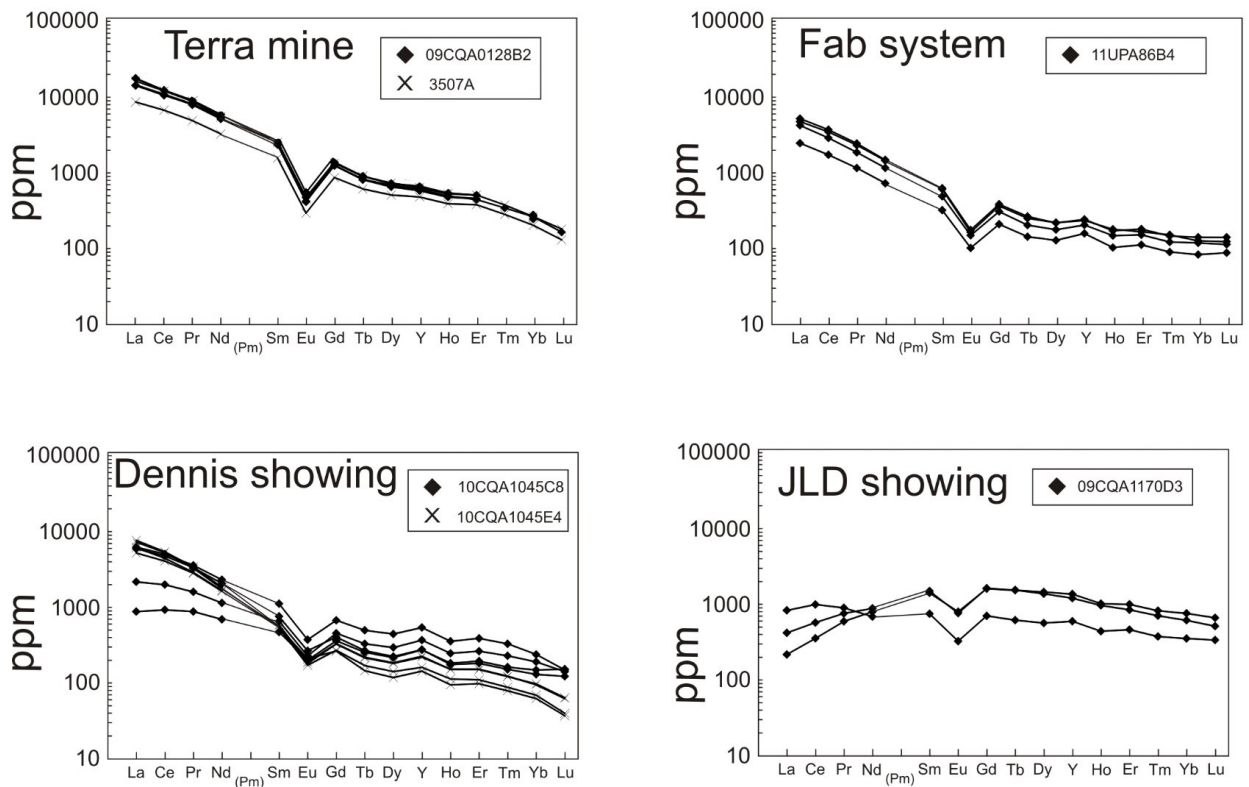 Terra mine
09CQA0128B2
3507A
ppm
100000
10000
1000
100
10
La Ce Pr Nd (Pm) Sm Eu Gd Tb Dy Y Ho Er Tm Yb Lu
Fab system
11UPA86B4
ppm
100000
10000
1000
100
10
La Ce Pr Nd (Pm) Sm Eu Gd Tb Dy Y Ho Er Tm Yb Lu
Dennis showing
10CQA1045C8
10CQA1045E4
ppm
100000
10000
1000
100
10
La Ce Pr Nd (Pm) Sm Eu Gd Tb Dy Y Ho Er Tm Yb Lu
JLD showing
09CQA1170D3
ppm
100000
10000
1000
100
10
La Ce Pr Nd (Pm) Sm Eu Gd Tb Dy Y Ho Er Tm Yb Lu